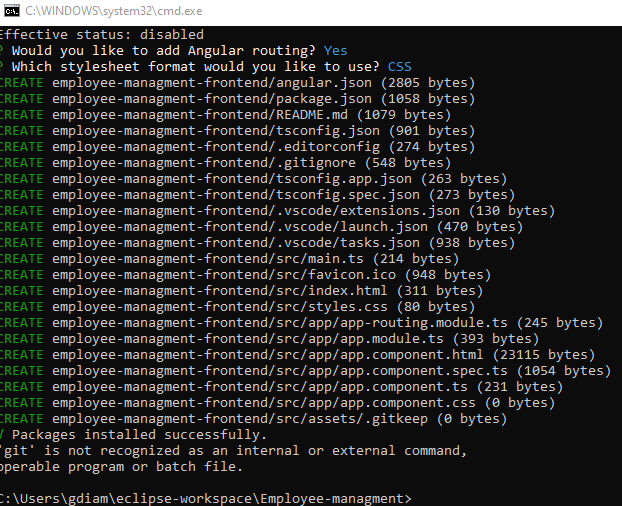 C:\WINDOWS\system32\cmd.exe
Effective status: disabled
? Would you like to add Angular routing? Yes
? Which stylesheet format would you like to use? CSS
CREATE employee-managment-frontend/angular.json (2805 bytes)
CREATE employee-managment-frontend/package.json (1058 bytes)
CREATE employee-managment-frontend/README.md (1079 bytes)
CREATE employee-managment-frontend/tsconfig.json (901 bytes)
CREATE employee-managment-frontend/.editorconfig (274 bytes)
CREATE employee-managment-frontend/.gitignore (548 bytes)
CREATE employee-managment-frontend/tsconfig.app.json (263 bytes)
CREATE employee-managment-frontend/tsconfig.spec.json (273 bytes)
CREATE employee-managment-frontend/.vscode/extensions.json (130 bytes)
CREATE employee-managment-frontend/.vscode/launch.json (470 bytes)
CREATE employee-managment-frontend/.vscode/tasks.json (938 bytes)
CREATE employee-managment-frontend/src/main.ts (214 bytes)
CREATE employee-managment-frontend/src/favicon.ico (948 bytes)
CREATE employee-managment-frontend/src/index.html (311 bytes)
CREATE employee-managment-frontend/src/styles.css (80 bytes)
CREATE employee-managment-frontend/src/app/app-routing.module.ts (245 bytes)
CREATE employee-managment-frontend/src/app/app.module.ts (393 bytes)
CREATE employee-managment-frontend/src/app/app.component.html (23115 bytes)
CREATE employee-managment-frontend/src/app/app.component.spec.ts (1054 bytes)
CREATE employee-managment-frontend/src/app/app.component.ts (231 bytes)
CREATE employee-managment-frontend/src/app/app.component.css (0 bytes)
CREATE employee-managment-frontend/src/assets/.gitkeep (0 bytes)
√ Packages installed successfully.
'git' is not recognized as an internal or external command,
operable program or batch file.
C:\Users\gdiam\eclipse-workspace\Employee-managment>